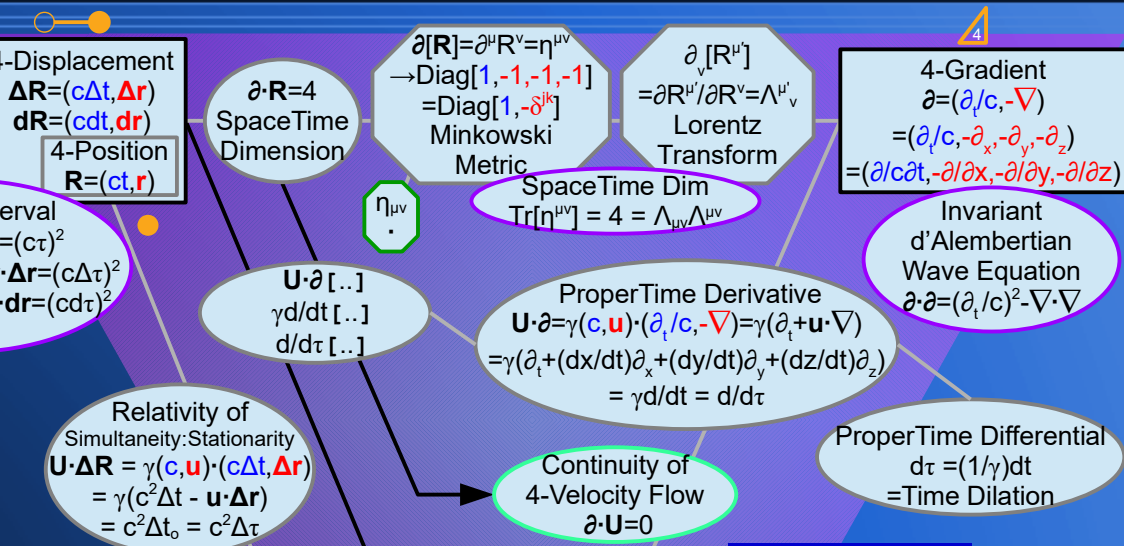 4
4-Displacement
ΔR=(cΔt,Δr)
dR=(cdt,dr)
4-Position
R=(ct,r)
=(cτ)²
·Δr=(cΔτ)²
·dr=(cdτ)²
∂·R=4
SpaceTime
Dimension
∂[R]=∂^μR^ν=η^μν
→Diag[1,-1,-1,-1]
=Diag[1,-δ^jk]
Minkowski
Metric
∂_ν[R^μ']
=∂R^μ'/∂R^ν=Λ^μ'_ν
Lorentz
Transform
4-Gradient
∂=(∂_t/c,-∇)
=(∂_t/c,-∂_x,-∂_y,-∂_z)
=(∂/c∂t,-∂/∂x,-∂/∂y,-∂/∂z)
η_μν
SpaceTime Dim
Tr[η^μν] = 4 = Λ_μνΛ^μν
Invariant
d'Alembertian
Wave Equation
∂·∂=(∂_t/c)²-∇·∇
U·∂[..]
γd/dt[..]
d/dτ[..]
ProperTime Derivative
U·∂=γ(c,u)·(∂_t/c,-∇)=γ(∂_t+u·∇)
=γ(∂_t+(dx/dt)∂_x+(dy/dt)∂_y+(dz/dt)∂_z)
= γd/dt = d/dτ
Relativity of
Simultaneity:Stationarity
U·ΔR = γ(c,u)·(cΔt,Δr)
= γ(c²Δt - u·Δr)
= c²Δt_o = c²Δτ
Continuity of
4-Velocity Flow
∂·U=0
ProperTime Differential
dτ =(1/γ)dt
=Time Dilation